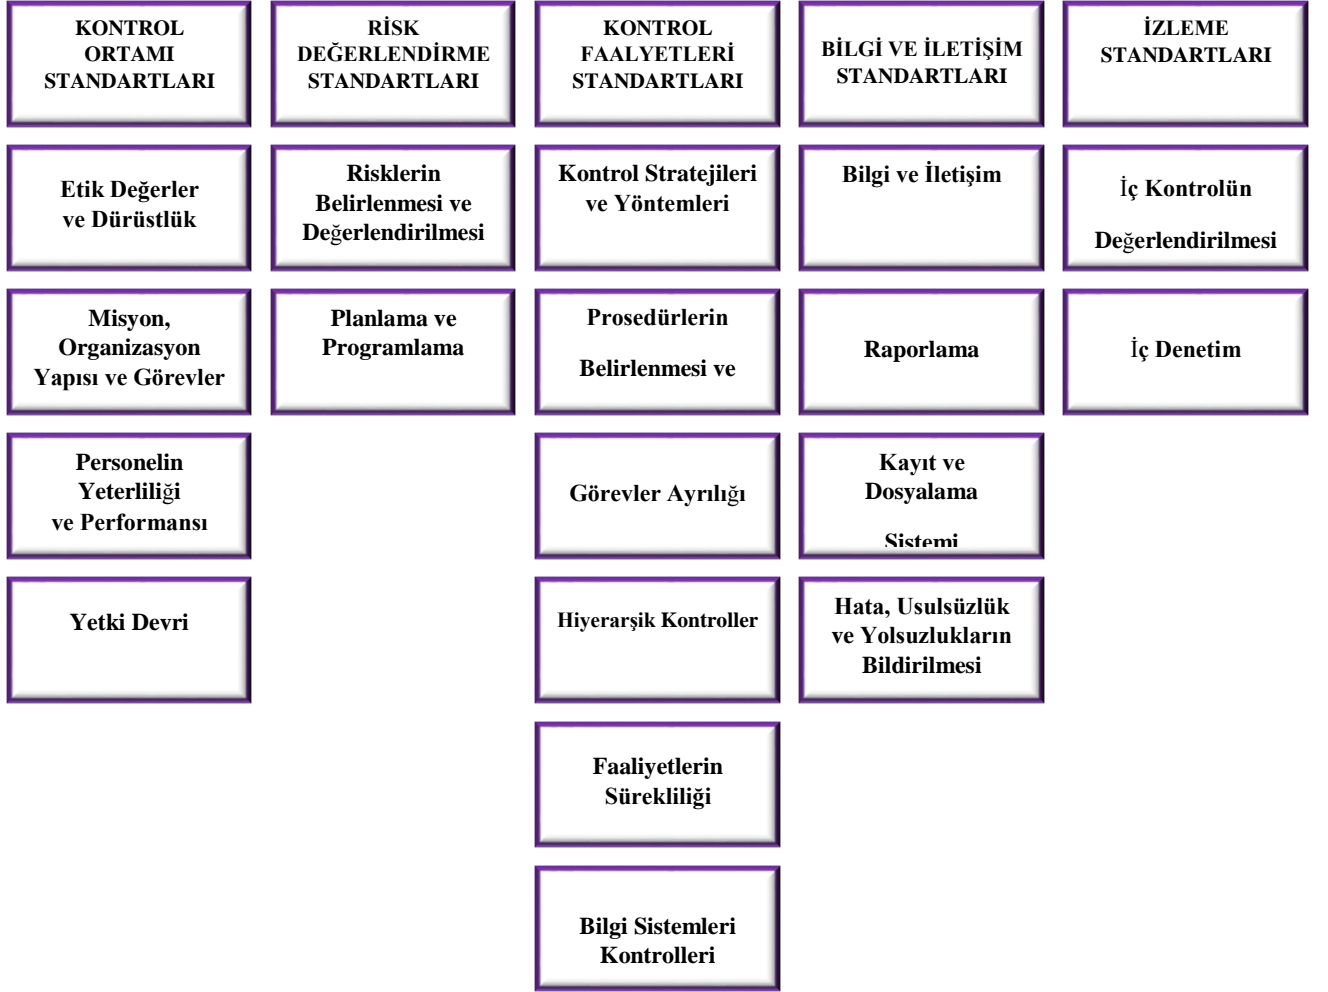 KONTROL
ORTAMI
STANDARTLARI
RİSK
DEĞERLENDİRME
STANDARTLARI
KONTROL
FAALYETLERİ
STANDARTLARI
BİLGİ VE İLETİŞİM
STANDARTLARI
İZLEME
STANDARTLARI
Etik Değerler
ve Dürüstlük
Risklerin
Belirlenmesi ve
Değerlendirilmesi
Kontrol Stratejileri
ve Yöntemleri
Bilgi ve İletişim
İç Kontrolün
Değerlendirilmesi
Misyon,
Organizasyon
Yapısı ve Görevler
Planlama ve
Programlama
Prosedürlerin
Belirlenmesi ve
Raporlama
İç Denetim
Personelin
Yeterliliği
ve Performansı
Görevler Ayrılığı
Kayıt ve
Dosyalama
Sistemi
Yetki Devri
Hiyerarşik Kontroller
Hata, Usulsüzlük
ve Yolsuzlukların
Bildirilmesi
Faaliyetlerin
Sürekliliği
Bilgi Sistemleri
Kontrolleri